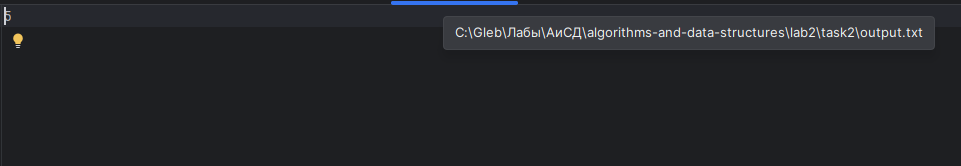 5
C:\Gleb\Лабы\АиСД\algorithms-and-data-structures\lab2\task2\output.txt